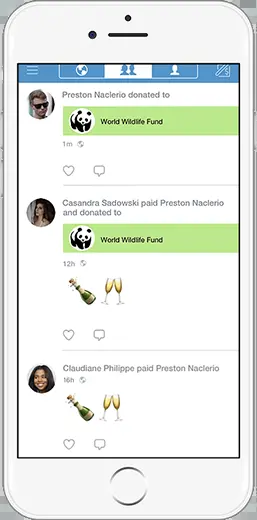 Preston Naclerio donated to
World Wildlife Fund
1m
Casandra Sadowski paid Preston Naclerio
and donated to
World Wildlife Fund
12h
Claudiane Philippe paid Preston Naclerio
16h